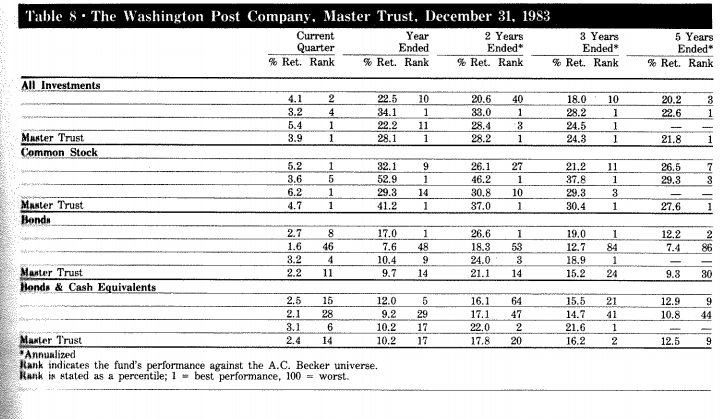 Table 8 • The Washington Post Company, Master Trust, December 31, 1983
Current Year 2 Years 3 Years 5 Years
Quarter Ended Ended* Ended* Ended*
% Ret. Rank % Ret. Rank % Ret. Rank % Ret. Rank % Ret. Rank
All Investments
4.1 2 22.5 10 20.6 40 18.0 10 20.2 3
3.2 4 34.1 1 33.0 1 28.2 1 22.6 1
5.4 1 22.2 11 28.4 3 24.5 1 — —
Master Trust 3.9 1 28.1 1 28.2 1 24.3 1 21.8 1
Common Stock
5.2 1 32.1 9 26.1 27 21.2 11 26.5 7
3.6 5 52.9 1 46.2 1 37.8 1 29.3 3
6.2 1 29.3 14 30.8 10 29.3 3 — —
Master Trust 4.7 1 41.2 1 37.0 1 30.4 1 27.6 1
Bonds
2.7 8 17.0 1 26.6 1 19.0 1 12.2 2
1.6 46 7.6 48 18.3 53 12.7 84 7.4 86
3.2 4 10.4 9 24.0 3 18.9 1 — —
Master Trust 2.2 11 9.7 14 21.1 14 15.2 24 9.3 30
Bonds & Cash Equivalents
2.5 15 12.0 5 16.1 64 15.5 21 12.9 9
2.1 28 9.2 29 17.1 47 14.7 41 10.8 44
3.1 6 10.2 17 22.0 2 21.6 1 — —
Master Trust 2.4 14 10.2 17 17.8 20 16.2 2 12.5 9
*Annualized
Rank indicates the fund's performance against the A.C. Becker universe.
Rank is stated as a percentile; 1 = best performance, 100 = worst.